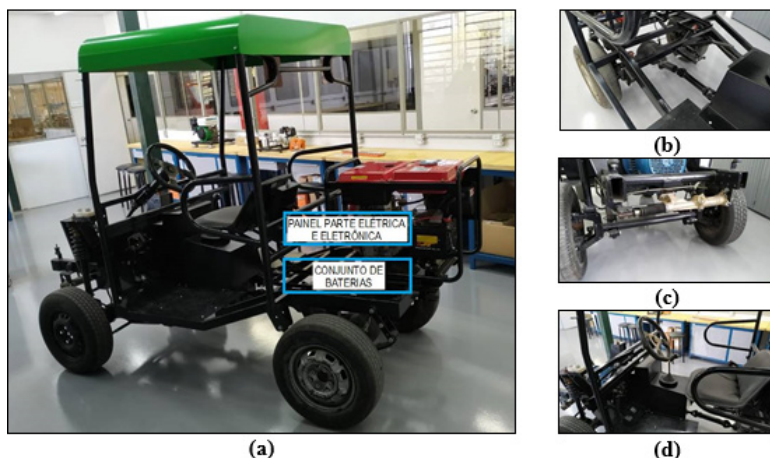 PAINEL PARTE ELÉTRICA
E ELETRÔNICA
CONJUNTO DE
BATERIAS
(a)
(b)
(c)
(d)